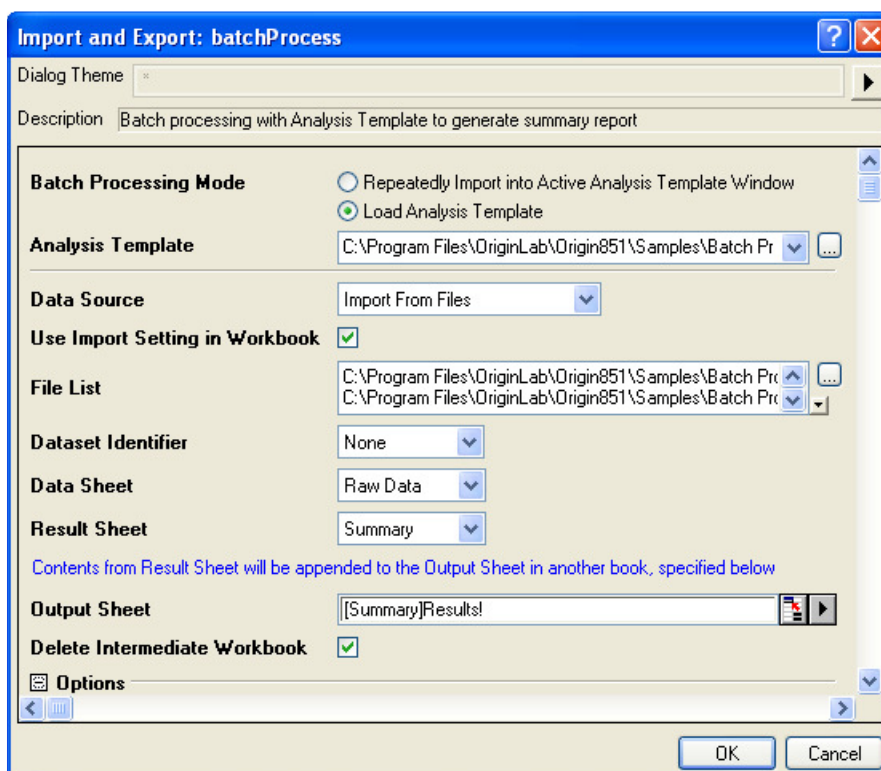 Import and Export: batchProcess
Dialog Theme *
Description Batch processing with Analysis Template to generate summary report
Batch Processing Mode Repeatedly Import into Active Analysis Template Window
Load Analysis Template
Analysis Template C:\Program Files\OriginLab\Origin851\Samples\Batch Pr ...
Data Source Import From Files
Use Import Setting in Workbook
File List C:\Program Files\OriginLab\Origin851\Samples\Batch Pro ...
C:\Program Files\OriginLab\Origin851\Samples\Batch Pro
Dataset Identifier None
Data Sheet Raw Data
Result Sheet Summary
Contents from Result Sheet will be appended to the Output Sheet in another book, specified below
Output Sheet [Summary]Results!
Delete Intermediate Workbook
Options
OK Cancel